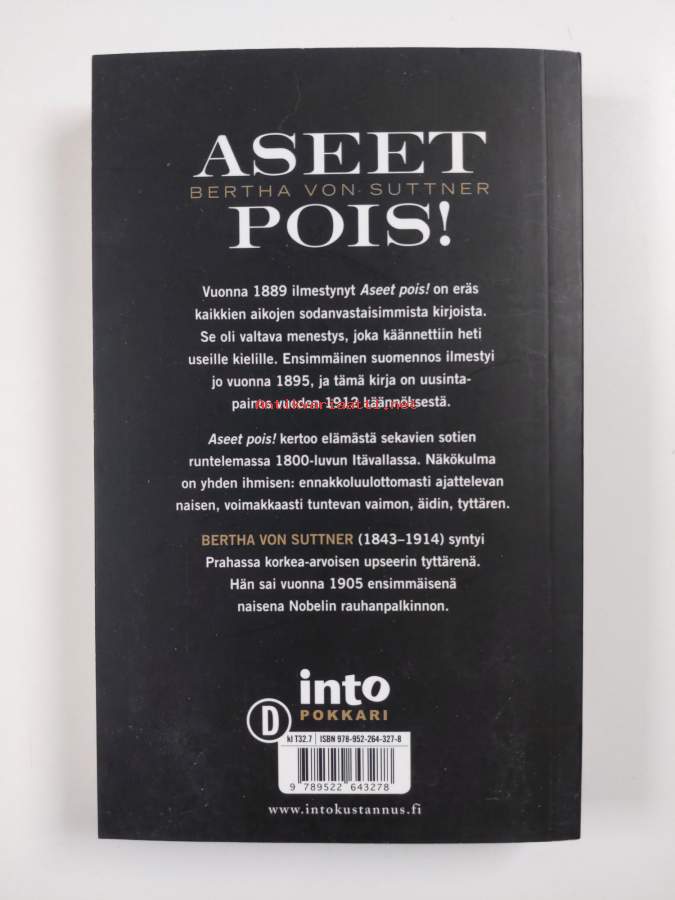 ASEET
BERTHA VON SUTTNER
POIS!
Vuonna 1889 ilmestynyt Aseet pois! on eräs
kaikkien aikojen sodanvastaisimmista kirjoista.
Se oli valtava menestys, joka käännettiin heti
useille kielille. Ensimmäinen suomennos ilmestyi
jo vuonna 1895, ja tämä kirja on uusinta-
painos vuoden 1912 käännöksestä.
Antikvariaatti.net
Aseet pois! kertoo elämästä sekavien sotien
runtelemassa 1800-luvun Itävallassa. Näkökulma
on yhden ihmisen: ennakkoluulottomasti ajattelevan
naisen, voimakkaasti tuntevan vaimon, äidin, tyttären.
BERTHA VON SUTTNER (1843–1914) syntyi
Prahassa korkea-arvoisen upseerin tyttärenä.
Hän sai vuonna 1905 ensimmäisenä
naisena Nobelin rauhanpalkinnon.
into
POKKARI
D
kl T32.7 ISBN 978-952-264-327-8
9 789522 643278
www.intokustannus.fi